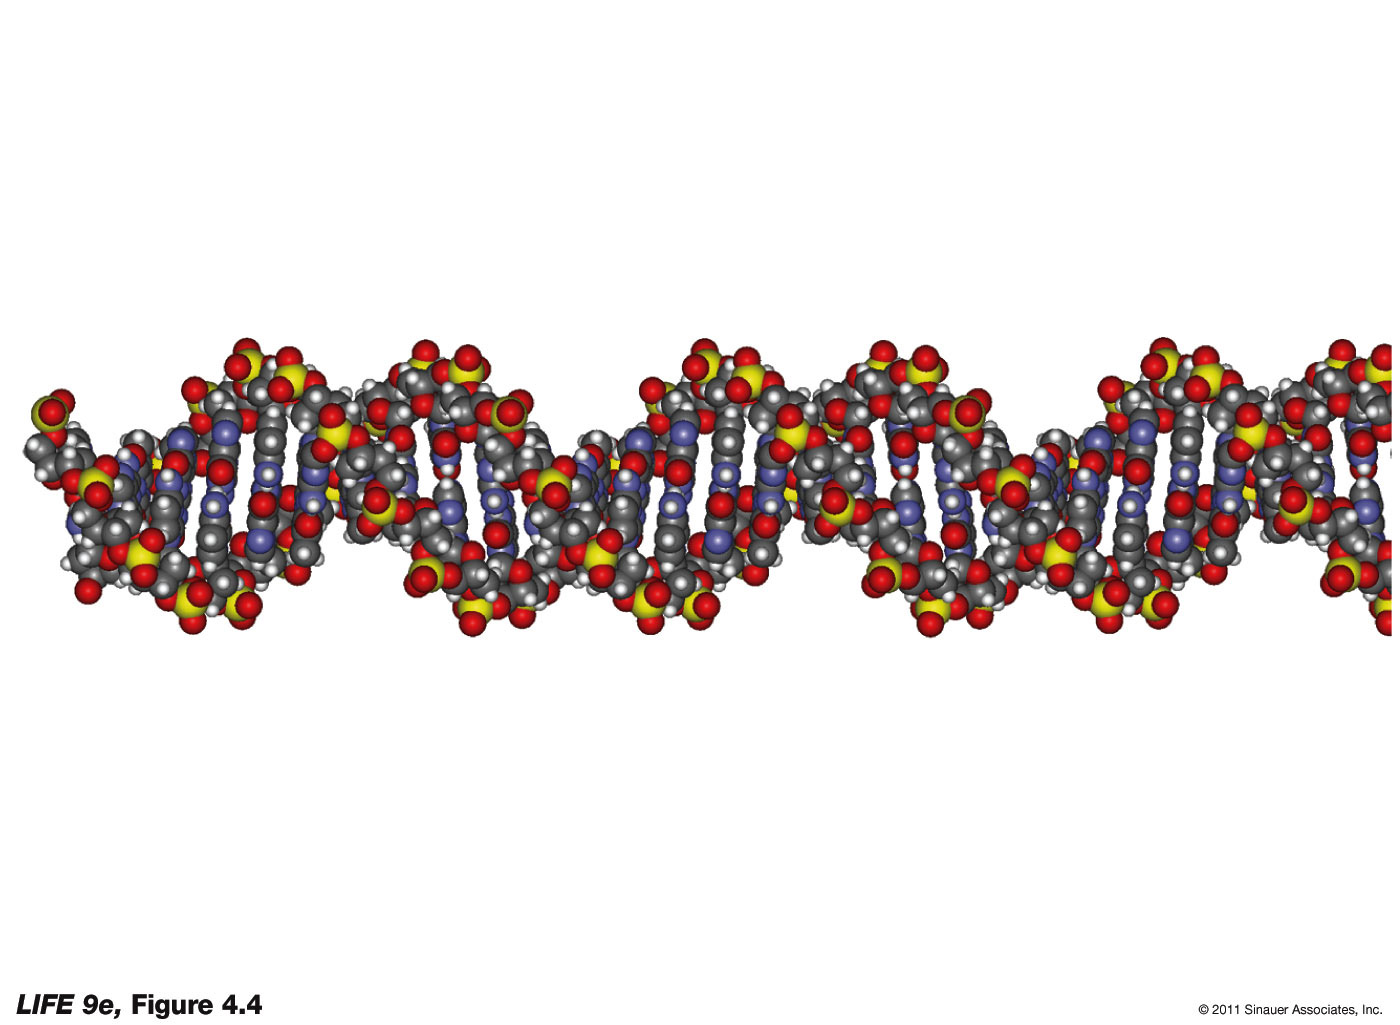 LIFE 9e, Figure 4.4
© 2011 Sinauer Associates, Inc.